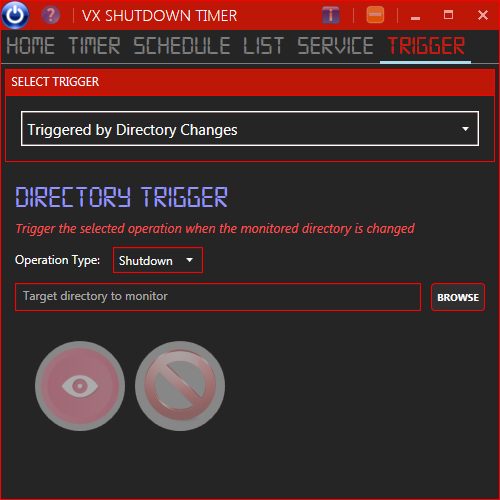 VX SHUTDOWN TIMER
HOME TIMER SCHEDULE LIST SERVICE TRIGGER
SELECT TRIGGER
Triggered by Directory Changes
DIRECTORY TRIGGER
Trigger the selected operation when the monitored directory is changed
Operation Type: Shutdown
Target directory to monitor BROWSE